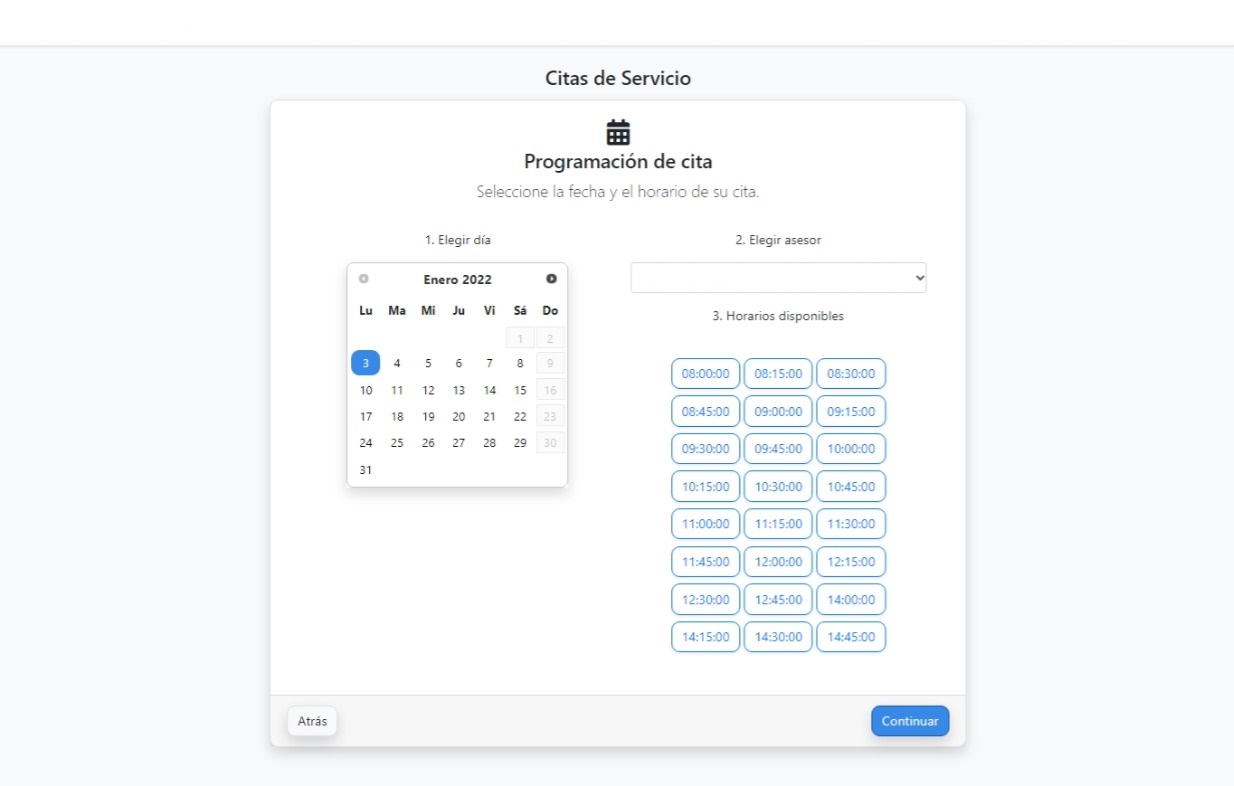 Citas de Servicio
Programación de cita
Seleccione la fecha y el horario de su cita.
1. Elegir día
Enero 2022
Lu Ma Mi Ju Vi Sá Do
1 2
3 4 5 6 7 8 9
10 11 12 13 14 15 16
17 18 19 20 21 22 23
24 25 26 27 28 29 30
31
2. Elegir asesor
3. Horarios disponibles
08:00:00 08:15:00 08:30:00
08:45:00 09:00:00 09:15:00
09:30:00 09:45:00 10:00:00
10:15:00 10:30:00 10:45:00
11:00:00 11:15:00 11:30:00
11:45:00 12:00:00 12:15:00
12:30:00 12:45:00 14:00:00
14:15:00 14:30:00 14:45:00
Atrás Continuar